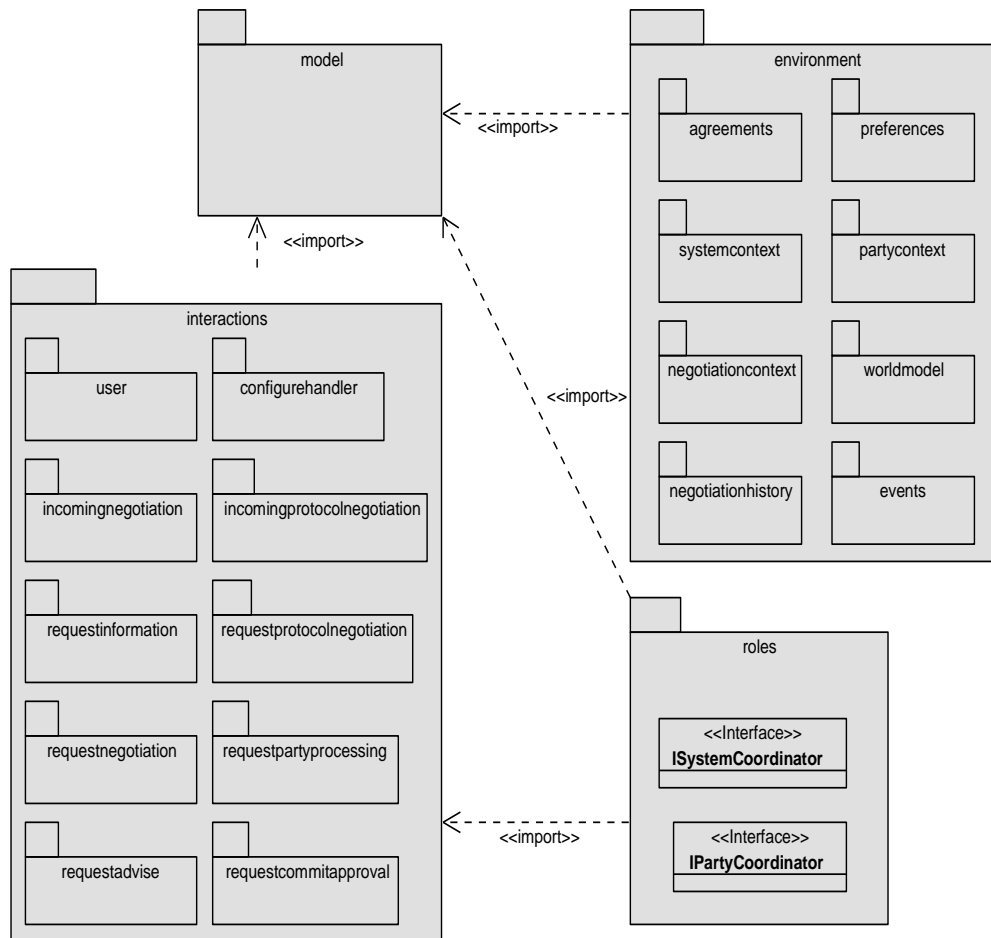 model
environment
<<import>>
agreements
preferences
systemcontext
partycontext
<<import>>
interactions
user
configurehandler
negotiationcontext
worldmodel
<<import>>
incomingnegotiation
incomingprotocolnegotiation
negotiationhistory
events
requestinformation
requestprotocolnegotiation
roles
requestnegotiation
requestpartyprocessing
<<Interface>>
ISystemCoordinator
<<import>>
<<Interface>>
IPartyCoordinator
requestadvise
requestcommitapproval